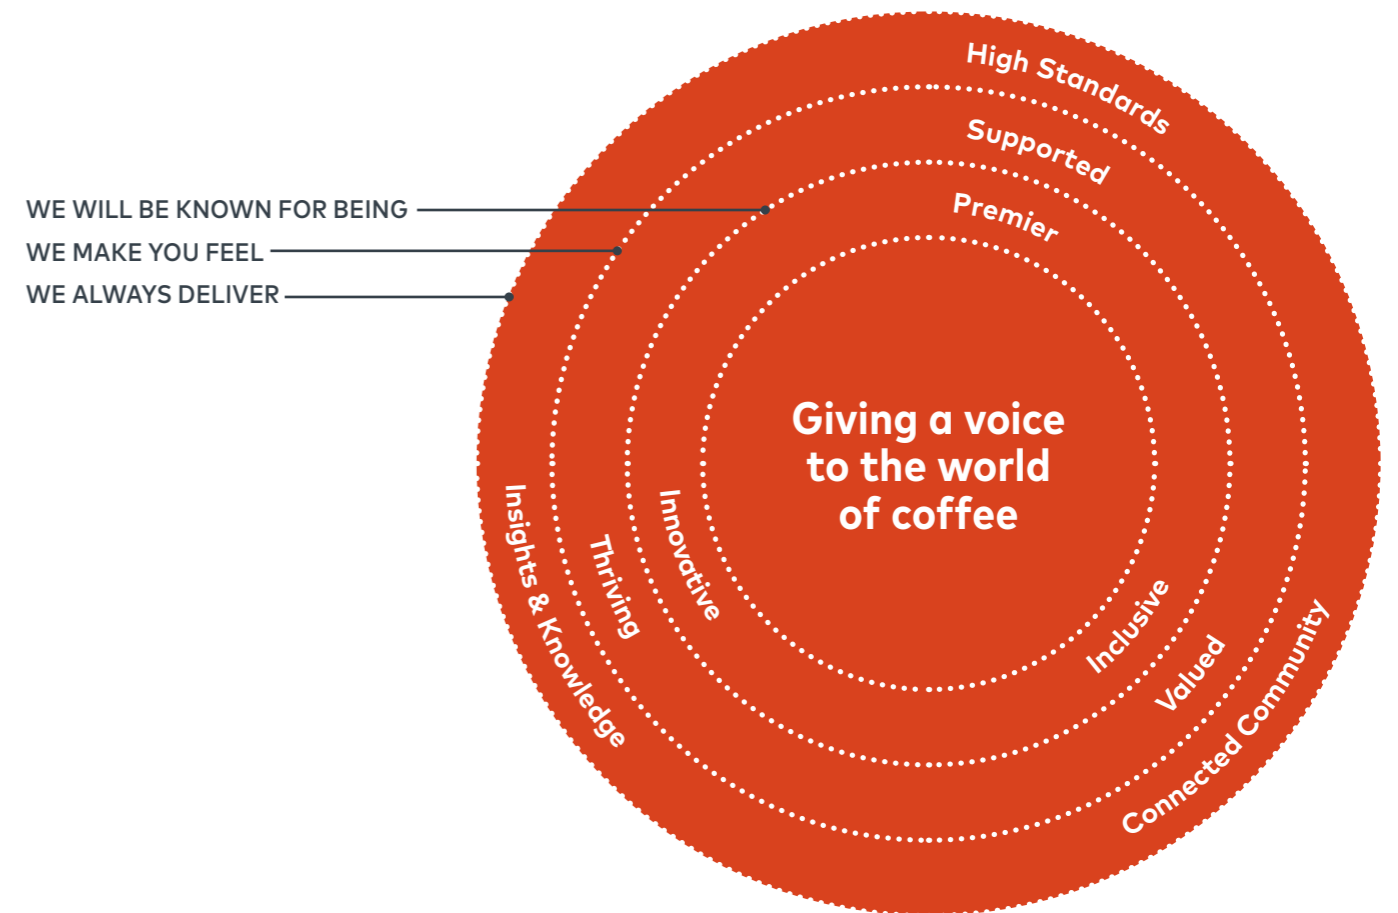 High Standards
Supported
Premier
WE WILL BE KNOWN FOR BEING
WE MAKE YOU FEEL
WE ALWAYS DELIVER
Giving a voice
to the world
of coffee
Insights & Knowledge
Thriving
Innovative
Inclusive
Valued
Connected Community